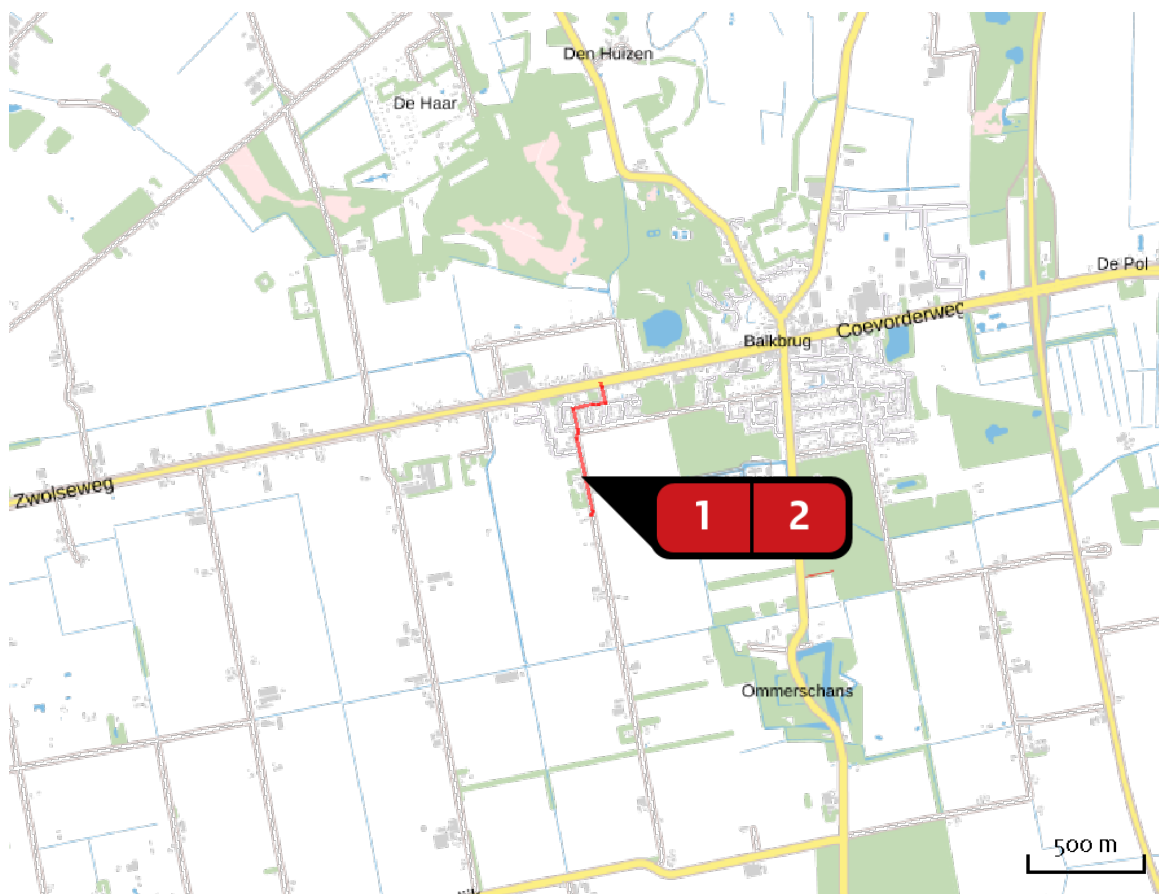 Den Huizen
De Haar
De Pol
Coevorderweg
Balkbrug
Zwolseweg
1 2
Ommerschans
500 m